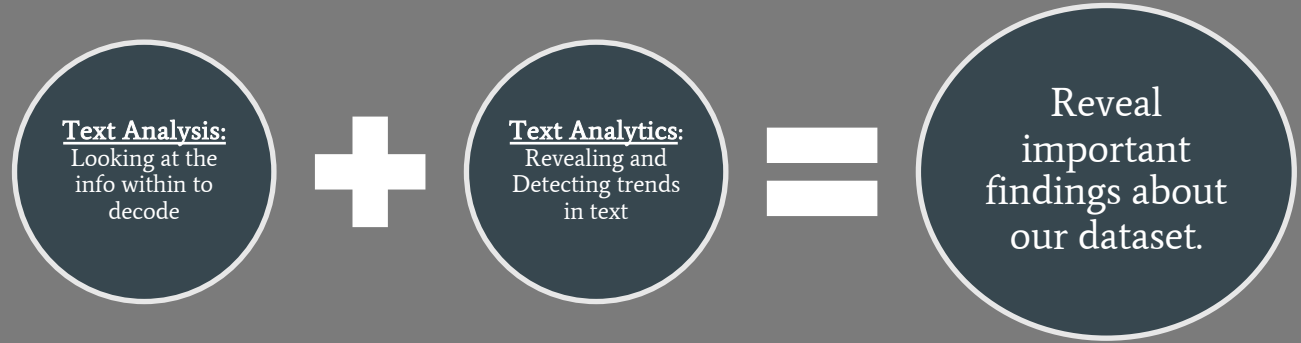 Text Analysis:
Looking at the
info within to
decode
Text Analytics:
Revealing and
Detecting trends
in text
Reveal
important
findings about
our dataset.